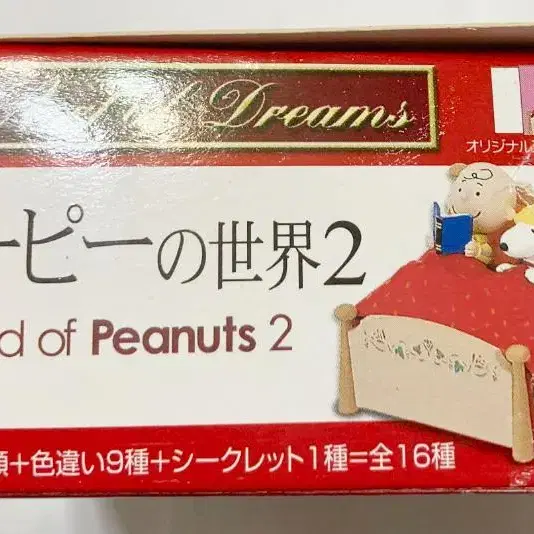 Dreams
オリジナル
ーピーの世界2
d of Peanuts 2
類+色違い9種+シークレット1種=全16種